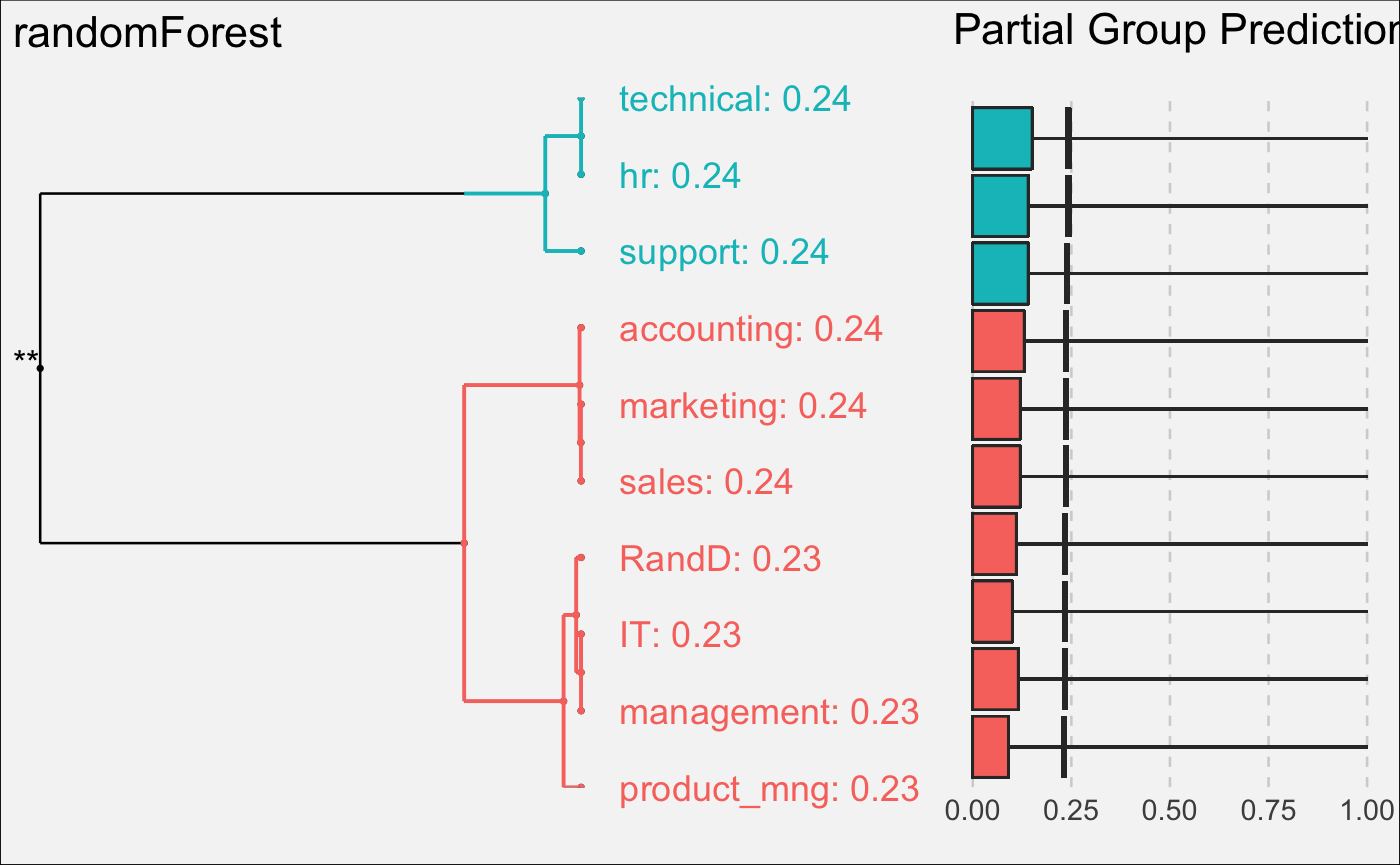 randomForest
Partial Group Prediction
technical: 0.24
hr: 0.24
support: 0.24
accounting: 0.24
**
marketing: 0.24
sales: 0.24
RandD: 0.23
IT: 0.23
management: 0.23
product_mng: 0.23
0.00 0.25 0.50 0.75 1.00